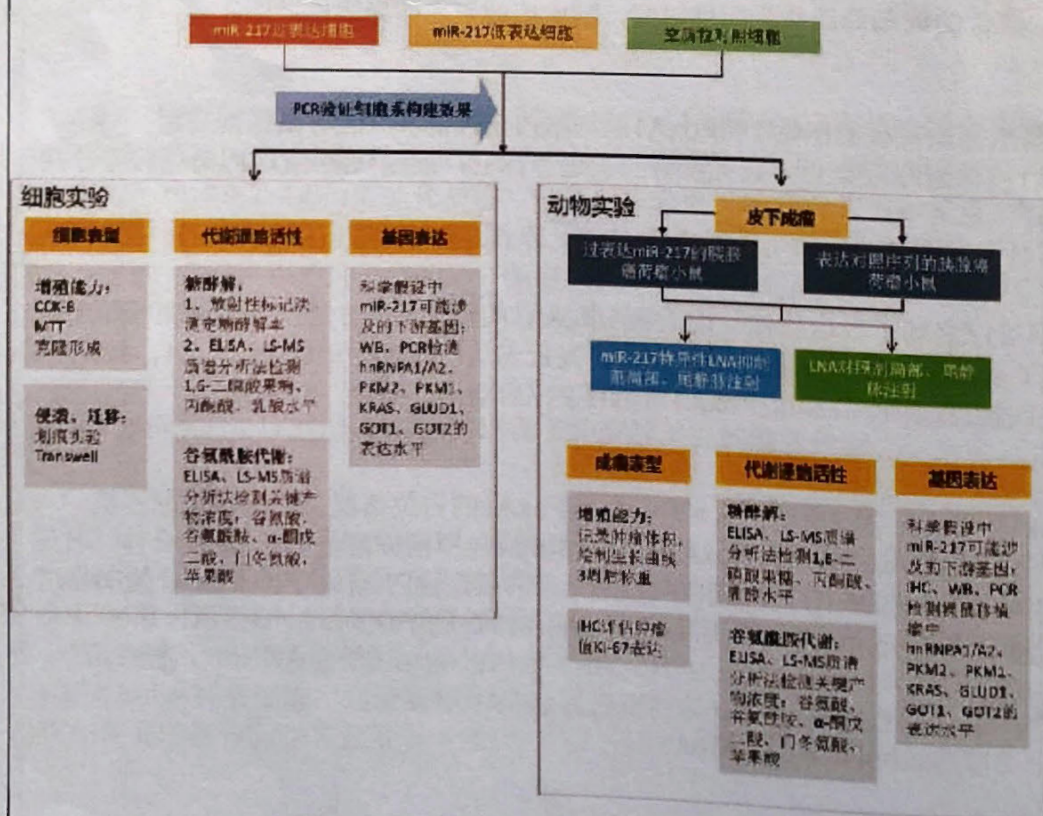 miR-217过表达细胞
miR-217低表达细胞
空病毒对照细胞
PCR验证细胞系构建效果
细胞实验
细胞表型
代谢通路活性
基因表达
增殖能力:
CCK-8
MTT
克隆形成
侵袭、迁移:
划痕实验
Transwell
糖酵解:
1、放射性标记法
测定糖酵解率
2、ELISA、LS-MS
质谱分析法检测
1,6-二磷酸果糖、
丙酮酸、乳酸水平
谷氨酰胺代谢:
ELISA、LS-MS质谱
分析法检测关键产
物浓度:谷氨酸、
谷氨酰胺、α-酮戊
二酸、门冬氨酸、
苹果酸
科学假设中
miR-217可能涉
及的下游基因:
WB、PCR检测
hnRNPA1/A2、
PKM2、PKM1、
KRAS、GLUD1、
GOT1、GOT2的
表达水平
动物实验
皮下成瘤
过表达miR-217的胰腺
癌荷瘤小鼠
表达对照序列的胰腺癌
荷瘤小鼠
miR-217特异性LNA抑制
剂局部、尾静脉注射
LNA对照剂局部、尾静
脉注射
成瘤表型
代谢通路活性
基因表达
增殖能力:
记录肿瘤体积,
绘制生长曲线
3周后称重
IHC评估肿瘤
值Ki-67表达
糖酵解:
ELISA、LS-MS质谱
分析法检测1,6-二
磷酸果糖、丙酮酸、
乳酸水平
谷氨酰胺代谢:
ELISA、LS-MS质谱
分析法检测关键产
物浓度:谷氨酸、
谷氨酰胺、α-酮戊
二酸、门冬氨酸、
苹果酸
科学假设中
miR-217可能涉
及的下游基因:
IHC、WB、PCR
检测裸鼠移植
瘤中
hnRNPA1/A2、
PKM2、PKM1、
KRAS、GLUD1、
GOT1、GOT2的
表达水平